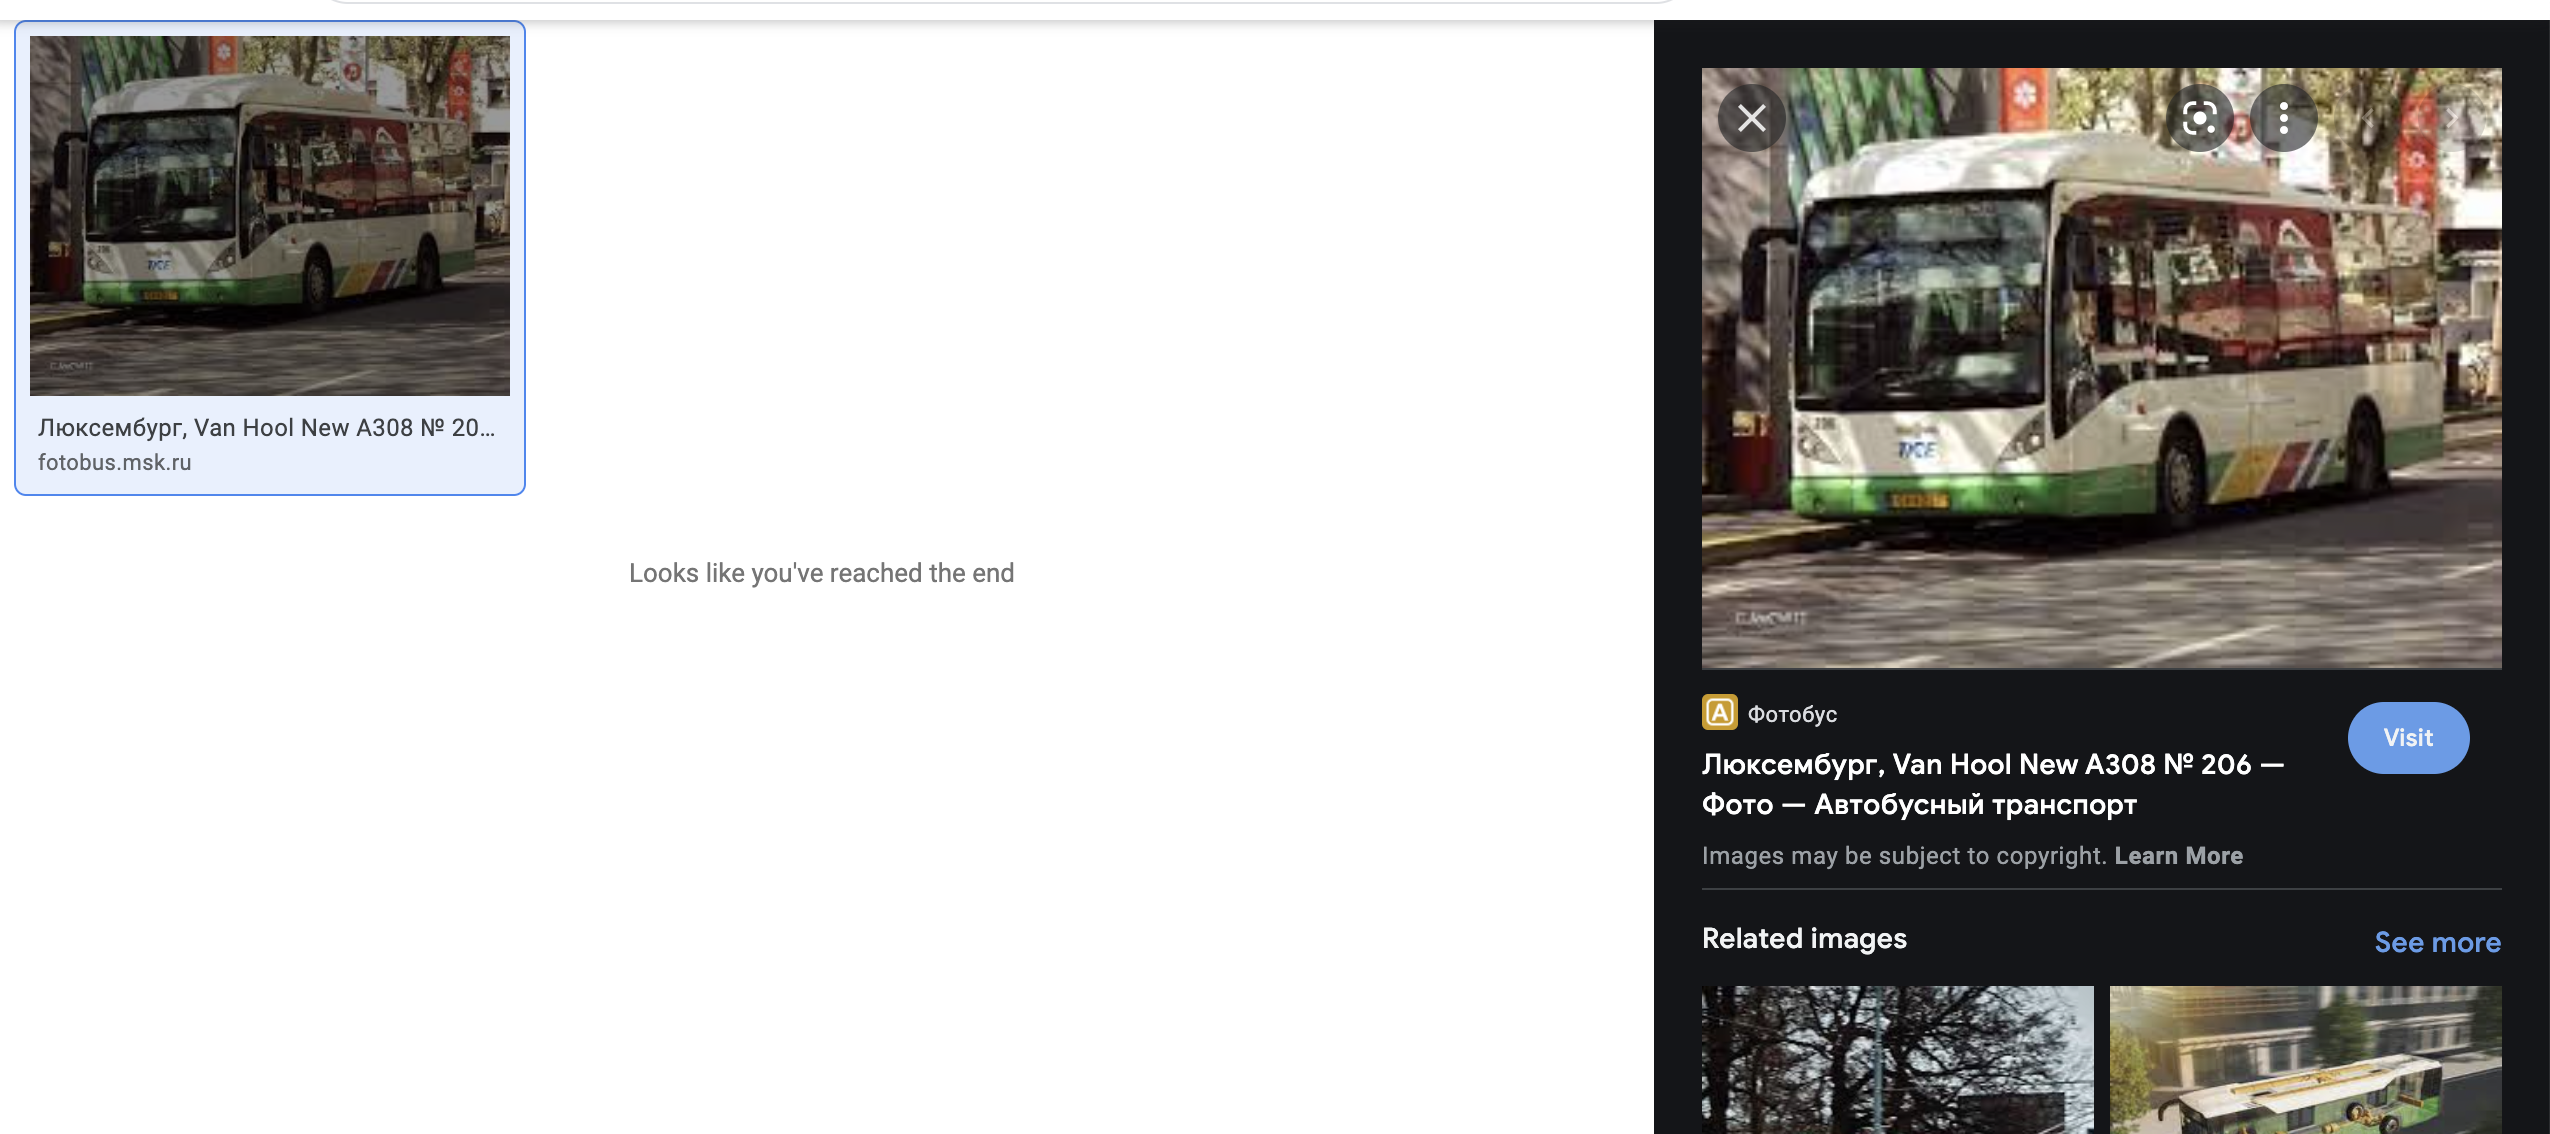 Люксембург, Van Hool New A308 № 20...
fotobus.msk.ru
Looks like you've reached the end
206
TICE
A Фотобус
Visit
Люксембург, Van Hool New A308 № 206 —
Фото — Автобусный транспорт
Images may be subject to copyright. Learn More
Related images
See more